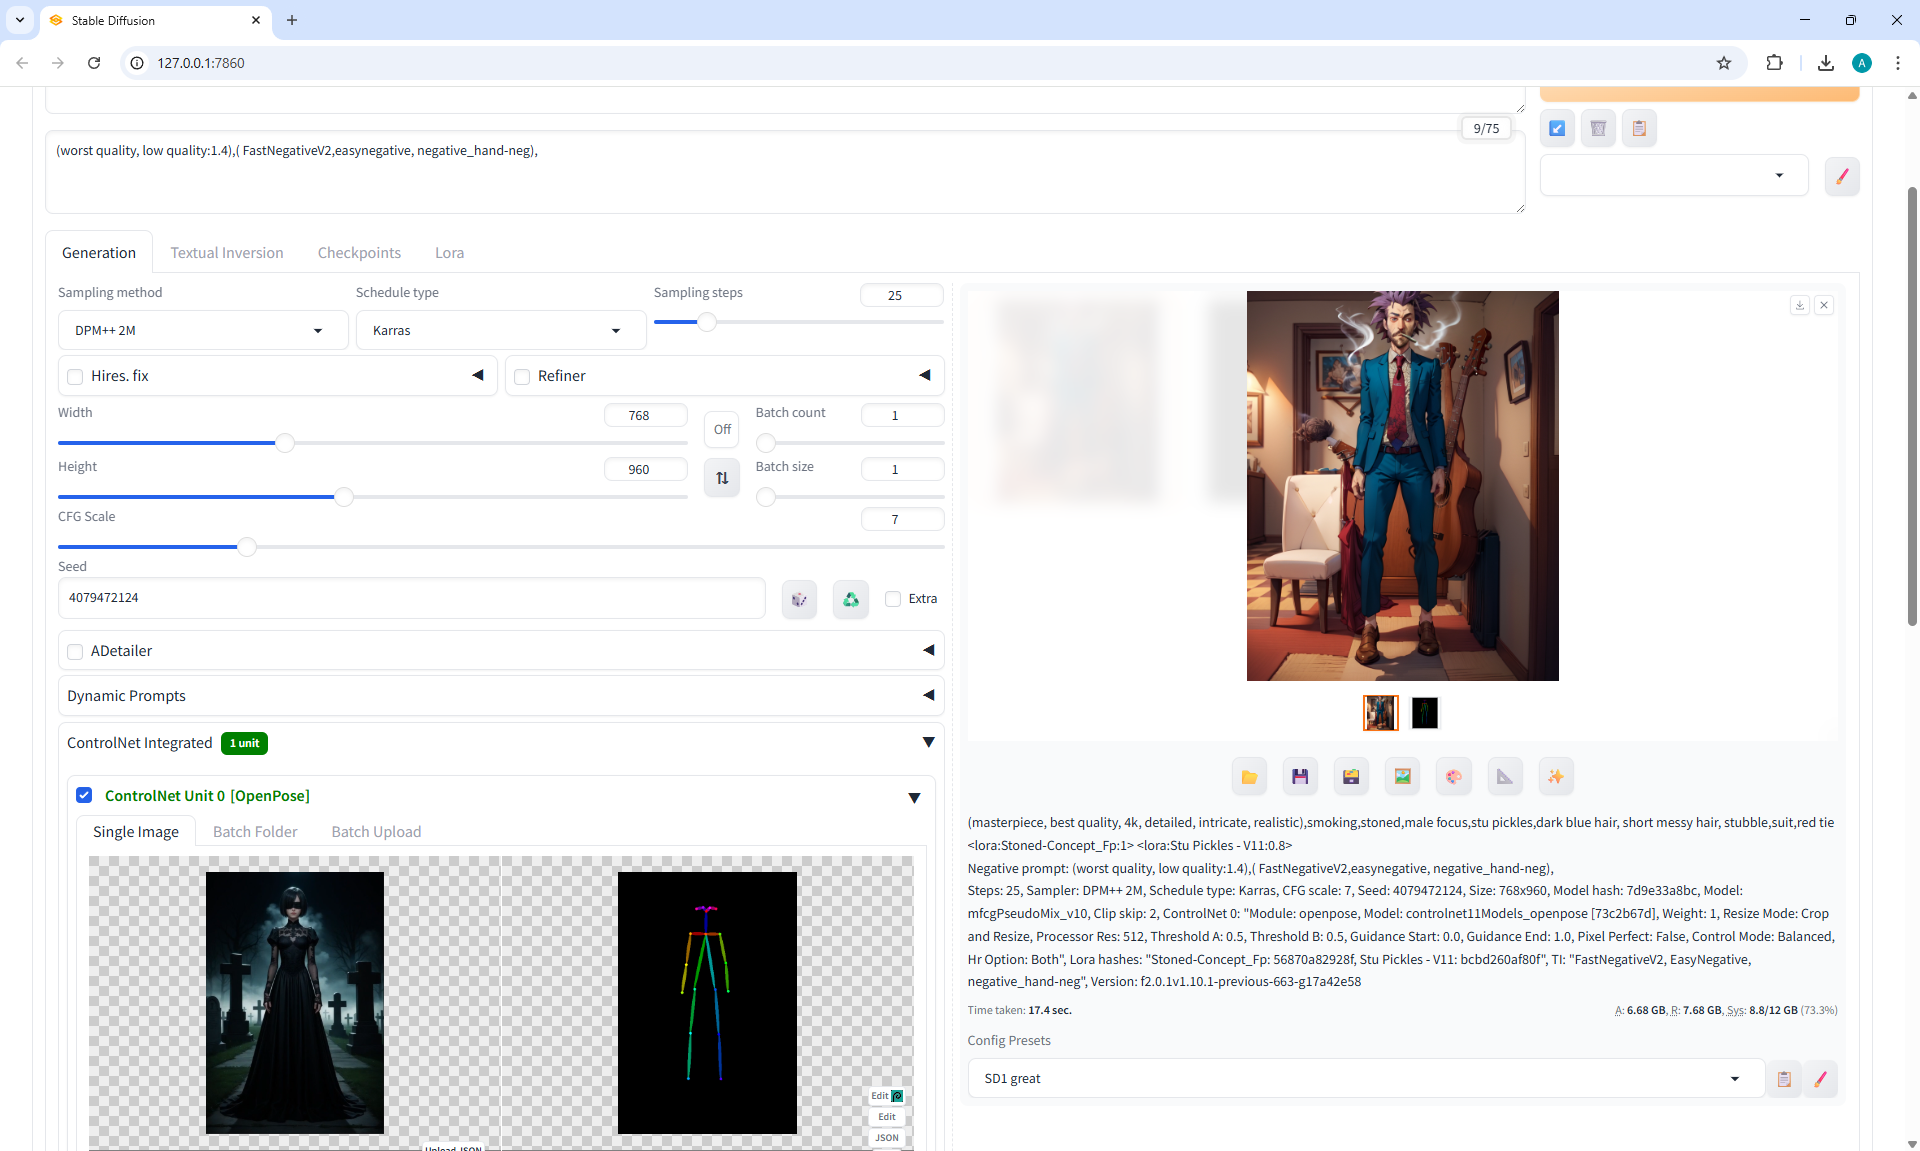 Stable Diffusion
127.0.0.1:7860
A
9/75
(worst quality, low quality:1.4),( FastNegativeV2,easynegative, negative_hand-neg),
Generation
Textual Inversion
Checkpoints
Lora
Sampling method
Schedule type
Sampling steps
25
DPM++ 2M
Karras
Hires. fix
Refiner
Width
768
Off
Batch count
1
Height
960
Batch size
1
CFG Scale
7
Seed
4079472124
Extra
ADetailer
Dynamic Prompts
ControlNet Integrated
1 unit
ControlNet Unit 0 [OpenPose]
Single Image
Batch Folder
Batch Upload
Edit
Edit
JSON
Upload JSON
(masterpiece, best quality, 4k, detailed, intricate, realistic),smoking,stoned,male focus,stu pickles,dark blue hair, short messy hair, stubble,suit,red tie
<lora:Stoned-Concept_Fp:1> <lora:Stu Pickles - V11:0.8>
Negative prompt: (worst quality, low quality:1.4),( FastNegativeV2,easynegative, negative_hand-neg),
Steps: 25, Sampler: DPM++ 2M, Schedule type: Karras, CFG scale: 7, Seed: 4079472124, Size: 768x960, Model hash: 7d9e33a8bc, Model:
mfcgPseudoMix_v10, Clip skip: 2, ControlNet 0: "Module: openpose, Model: controlnet11Models_openpose [73c2b67d], Weight: 1, Resize Mode: Crop
and Resize, Processor Res: 512, Threshold A: 0.5, Threshold B: 0.5, Guidance Start: 0.0, Guidance End: 1.0, Pixel Perfect: False, Control Mode: Balanced,
Hr Option: Both", Lora hashes: "Stoned-Concept_Fp: 56870a82928f, Stu Pickles - V11: bcbd260af80f", TI: "FastNegativeV2, EasyNegative,
negative_hand-neg", Version: f2.0.1v1.10.1-previous-663-g17a42e58
Time taken: 17.4 sec.
A: 6.68 GB, R: 7.68 GB, Sys: 8.8/12 GB (73.3%)
Config Presets
SD1 great